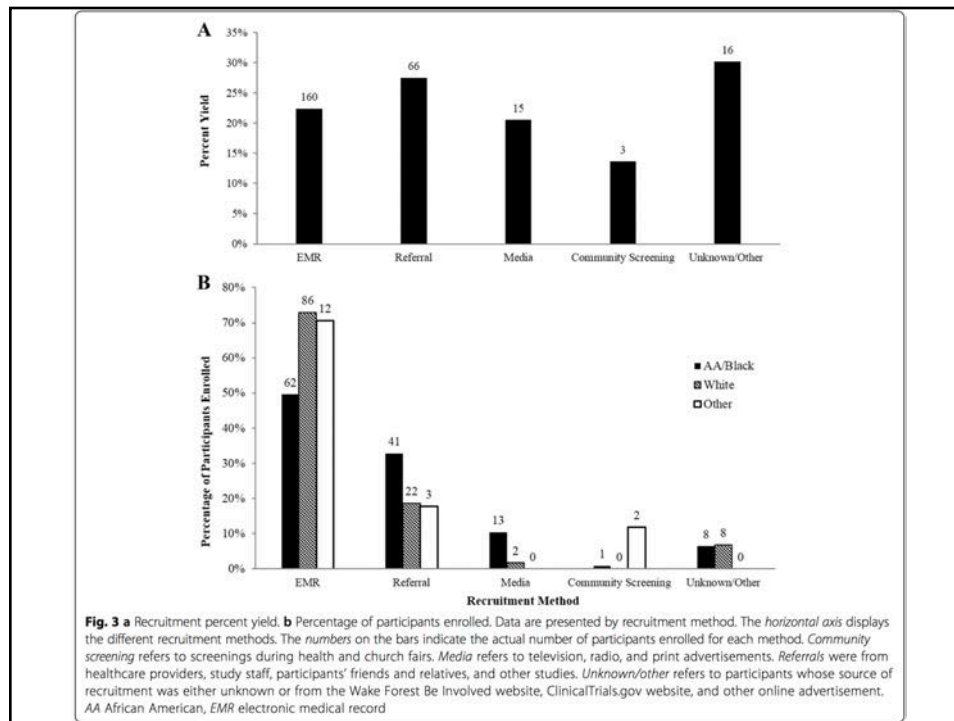 A
35%
30%
25%
20%
15%
10%
5%
0%
Percent Yield
160
66
15
3
16
EMR
Referral
Media
Community Screening
Unknown/Other
B
80%
70%
60%
50%
40%
30%
20%
10%
0%
Percentage of Participants Enrolled
62
86
12
41
22
3
13
2
0
1
0
2
8
8
0
AA/Black
White
Other
EMR
Referral
Media
Community Screening
Unknown/Other
Recruitment Method
Fig. 3 a Recruitment percent yield. b Percentage of participants enrolled. Data are presented by recruitment method. The horizontal axis displays
the different recruitment methods. The numbers on the bars indicate the actual number of participants enrolled for each method. Community
screening refers to screenings during health and church fairs. Media refers to television, radio, and print advertisements. Referrals were from
healthcare providers, study staff, participants' friends and relatives, and other studies. Unknown/other refers to participants whose source of
recruitment was either unknown or from the Wake Forest Be Involved website, ClinicalTrials.gov website, and other online advertisement.
AA African American, EMR electronic medical record